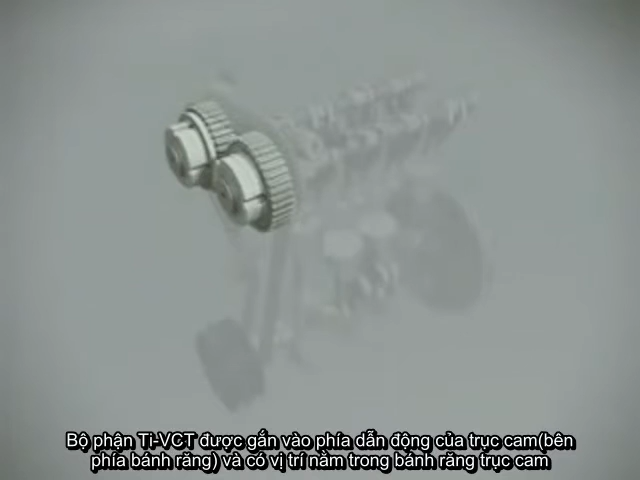 Bộ phận Ti-VCT được gắn vào phía dẫn động của trục cam(bên
phía bánh răng) và có vị trí nằm trong bánh răng trục cam